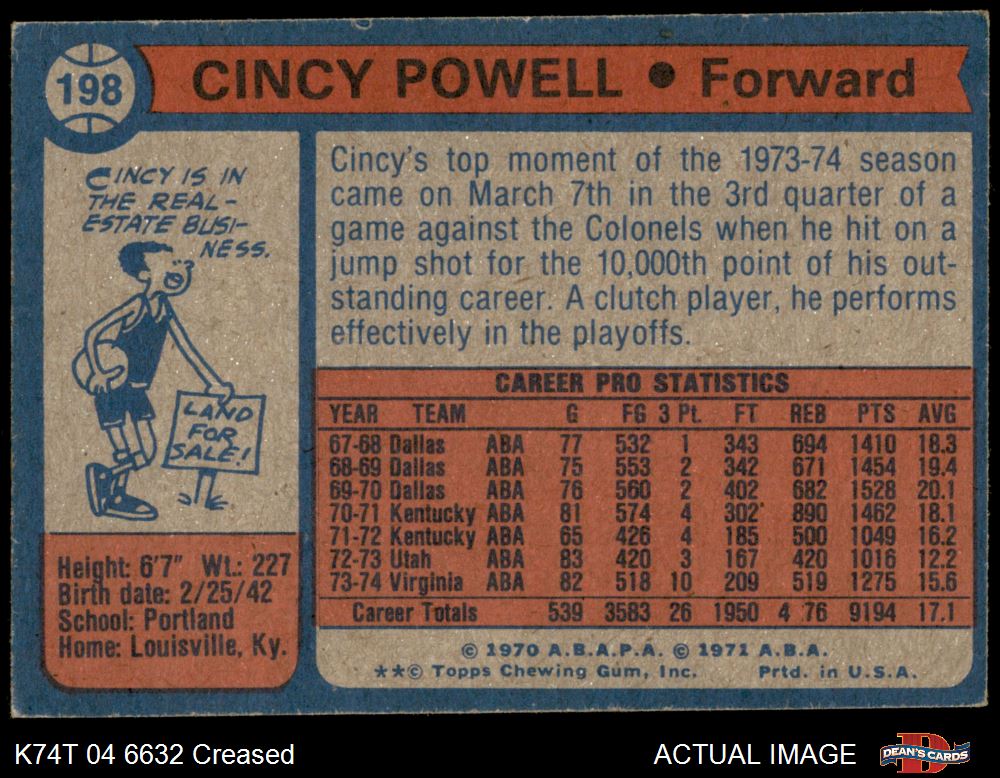 198
CINCY POWELL ● Forward
CINCY IS IN
THE REAL-
ESTATE BUSI-
NESS.
LAND
FOR
SALE!
Height: 6'7" Wt.: 227
Birth date: 2/25/42
School: Portland
Home: Louisville, Ky.
Cincy's top moment of the 1973-74 season
came on March 7th in the 3rd quarter of a
game against the Colonels when he hit on a
jump shot for the 10,000th point of his out-
standing career. A clutch player, he performs
effectively in the playoffs.
CAREER PRO STATISTICS
YEAR TEAM G FG 3 Pt. FT REB PTS AVG
67-68 Dallas ABA 77 532 1 343 694 1410 18.3
68-69 Dallas ABA 75 553 2 342 671 1454 19.4
69-70 Dallas ABA 76 560 2 402 682 1528 20.1
70-71 Kentucky ABA 81 574 4 302 890 1462 18.1
71-72 Kentucky ABA 65 426 4 185 500 1049 16.2
72-73 Utah ABA 83 420 3 167 420 1016 12.2
73-74 Virginia ABA 82 518 10 209 519 1275 15.6
Career Totals 539 3583 26 1950 4 76 9194 17.1
© 1970 A.B.A.P.A. © 1971 A.B.A.
**© Topps Chewing Gum, Inc. Prtd. in U.S.A.
K74T 04 6632 Creased
ACTUAL IMAGE
DEAN'S CARDS